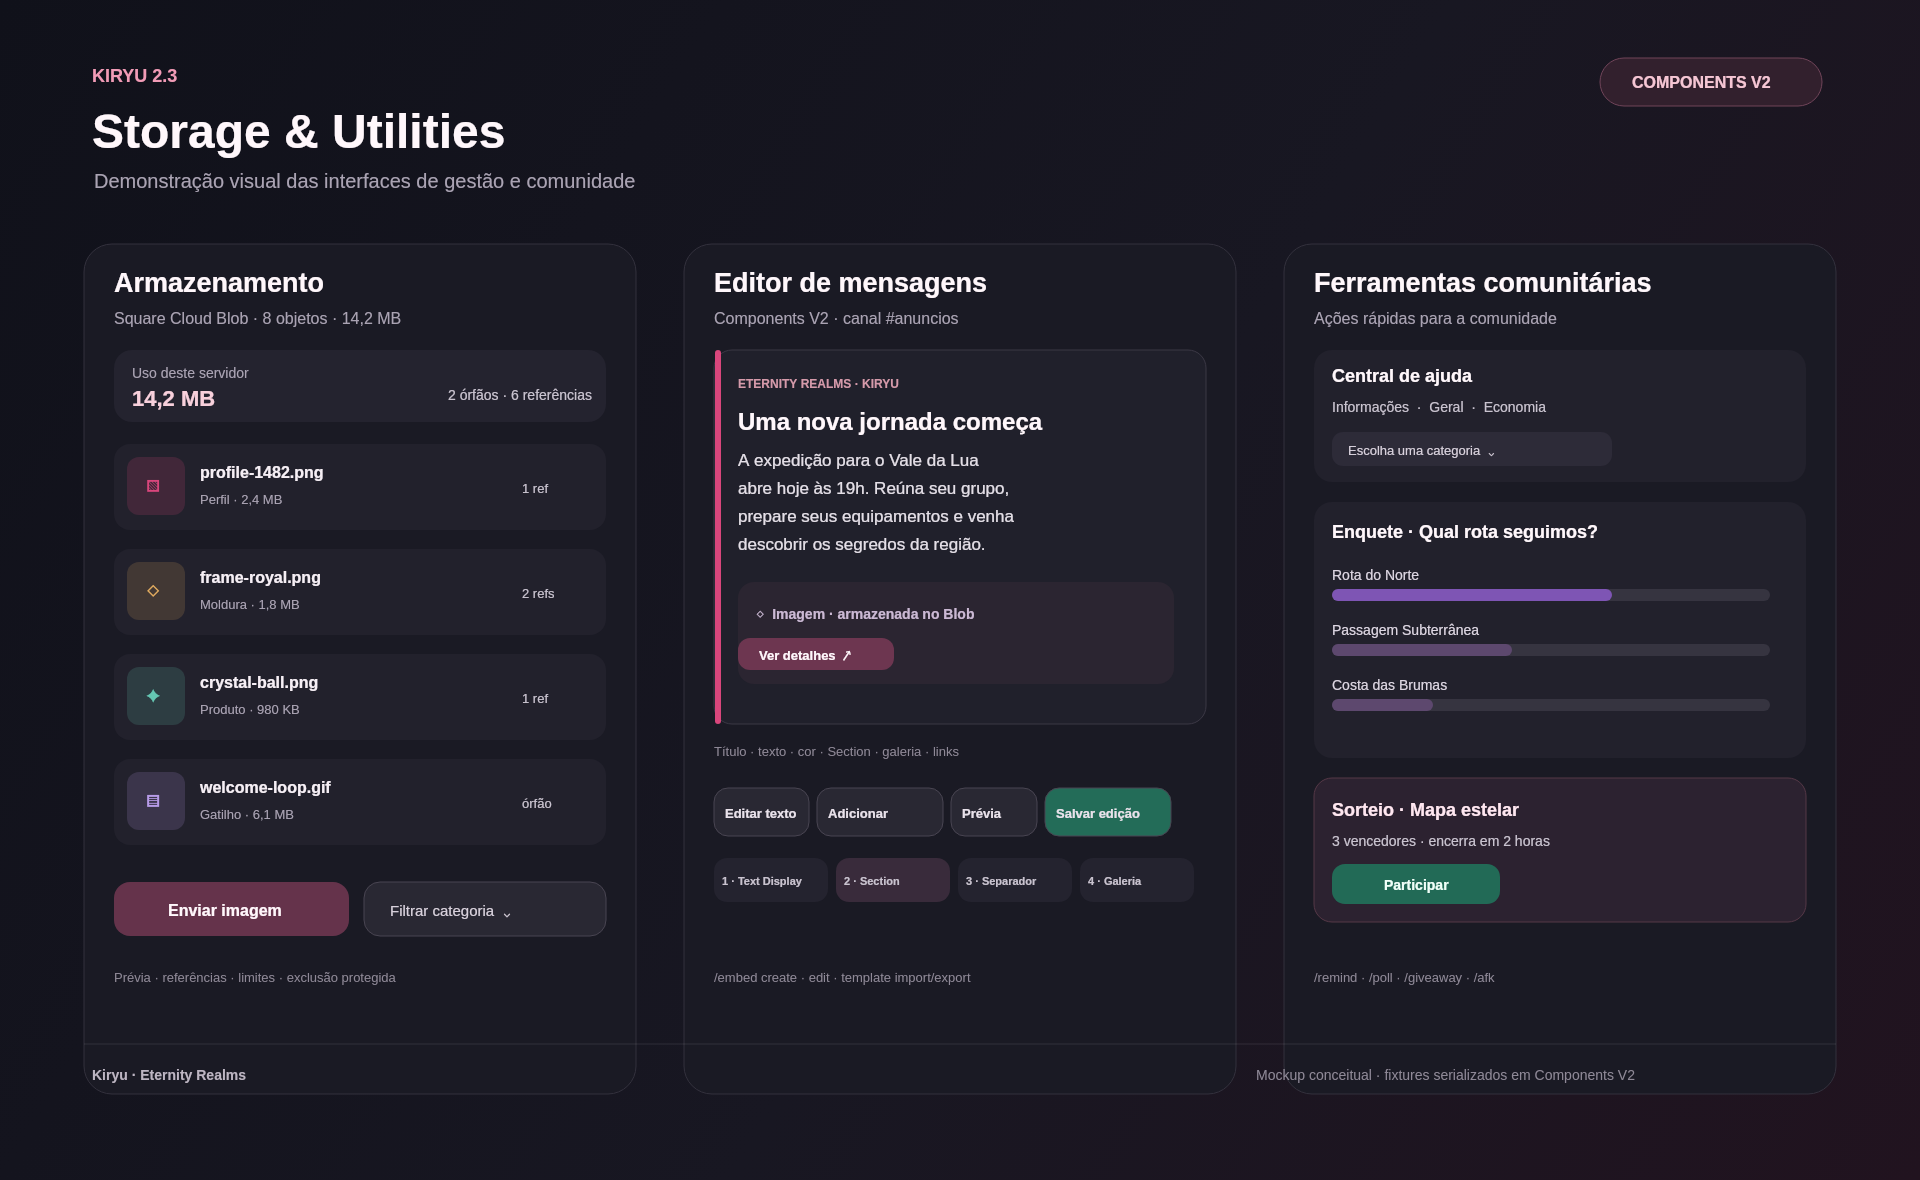 KIRYU 2.3
COMPONENTS V2
Storage & Utilities
Demonstração visual das interfaces de gestão e comunidade
Armazenamento
Square Cloud Blob · 8 objetos · 14,2 MB
Uso deste servidor
14,2 MB
2 órfãos · 6 referências
profile-1482.png
Perfil · 2,4 MB
1 ref
frame-royal.png
Moldura · 1,8 MB
2 refs
crystal-ball.png
Produto · 980 KB
1 ref
welcome-loop.gif
Gatilho · 6,1 MB
órfão
Enviar imagem
Filtrar categoria ⌄
Prévia · referências · limites · exclusão protegida
Editor de mensagens
Components V2 · canal #anuncios
ETERNITY REALMS · KIRYU
Uma nova jornada começa
A expedição para o Vale da Lua
abre hoje às 19h. Reúna seu grupo,
prepare seus equipamentos e venha
descobrir os segredos da região.
◇ Imagem · armazenada no Blob
Ver detalhes ↗
Título · texto · cor · Section · galeria · links
Editar texto
Adicionar
Prévia
Salvar edição
1 · Text Display
2 · Section
3 · Separador
4 · Galeria
/embed create · edit · template import/export
Ferramentas comunitárias
Ações rápidas para a comunidade
Central de ajuda
Informações · Geral · Economia
Escolha uma categoria ⌄
Enquete · Qual rota seguimos?
Rota do Norte
Passagem Subterrânea
Costa das Brumas
Sorteio · Mapa estelar
3 vencedores · encerra em 2 horas
Participar
/remind · /poll · /giveaway · /afk
Kiryu · Eternity Realms
Mockup conceitual · fixtures serializados em Components V2